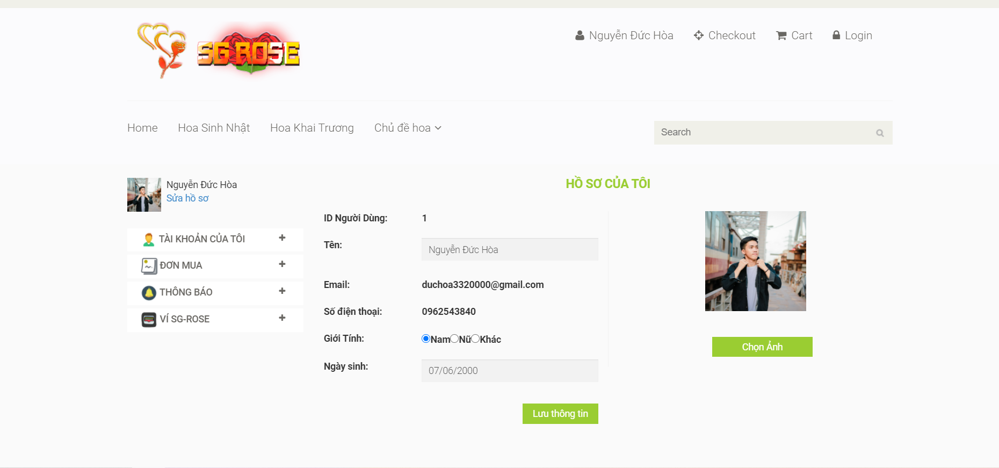 SG ROSE
Nguyễn Đức Hòa Checkout Cart Login
Home Hoa Sinh Nhật Hoa Khai Trương Chủ đề hoa
Search
Nguyễn Đức Hòa
Sửa hồ sơ
TÀI KHOẢN CỦA TÔI
ĐƠN MUA
THÔNG BÁO
VÍ SG-ROSE
HỒ SƠ CỦA TÔI
ID Người Dùng: 1
Tên: Nguyễn Đức Hòa
Email: duchoa3320000@gmail.com
Số điện thoại: 0962543840
Giới Tính: Nam Nữ Khác
Ngày sinh: 07/06/2000
Lưu thông tin
Chọn Ảnh